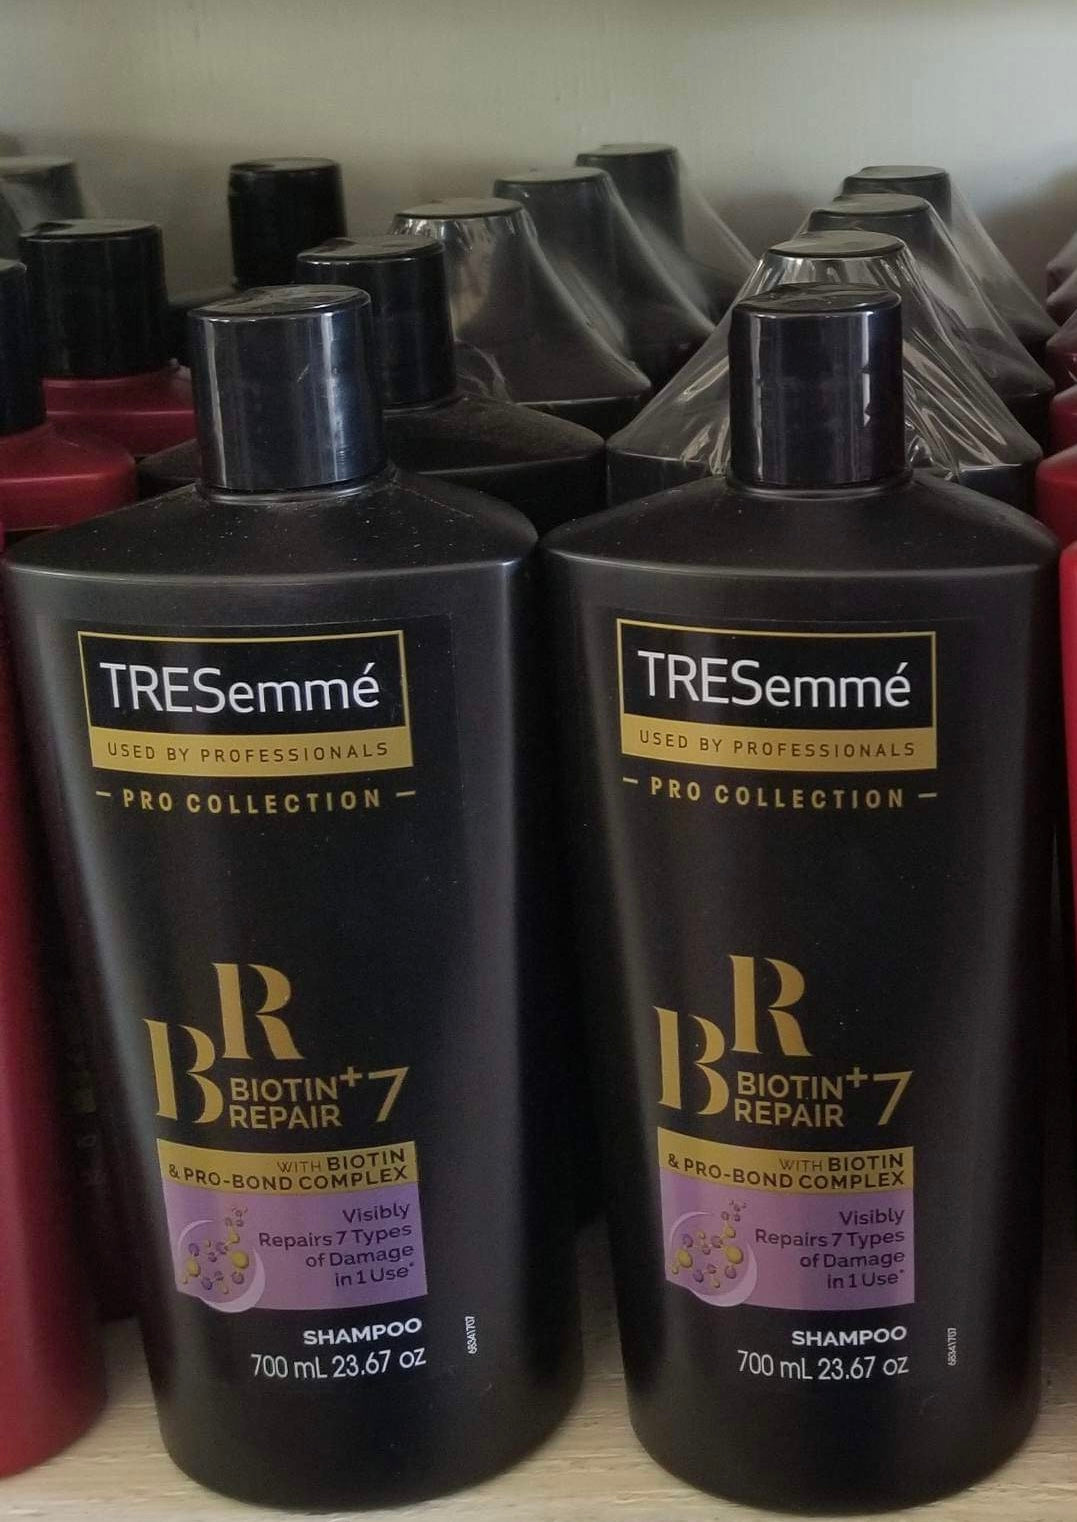 TRESemmé
USED BY PROFESSIONALS
– PRO COLLECTION –
BR
BIOTIN+7
REPAIR
WITH BIOTIN
& PRO-BOND COMPLEX
Visibly
Repairs 7 Types
of Damage
in 1 Use*
SHAMPOO
700 mL 23.67 oz
TRESemmé
USED BY PROFESSIONALS
– PRO COLLECTION –
BR
BIOTIN+7
REPAIR
WITH BIOTIN
& PRO-BOND COMPLEX
Visibly
Repairs 7 Types
of Damage
in 1 Use*
SHAMPOO
700 mL 23.67 oz